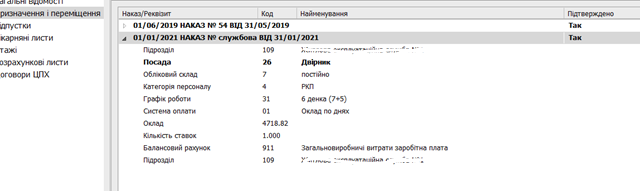 агальні відомості
ризначення і переміщення
ідпустки
ікарняні листи
тажі
озрахункові листи
оговори ЦПХ
Наказ/Реквізит Код Найменування Підтверджено
01/06/2019 НАКАЗ № 54 ВІД 31/05/2019 Так
01/01/2021 НАКАЗ № службова ВІД 31/01/2021 Так
Підрозділ 109
Посада 26 Двірник
Обліковий склад 7 постійно
Категорія персоналу 4 РКП
Графік роботи 31 6 денка (7+5)
Система оплати 01 Оклад по днях
Оклад 4718.82
Кількість ставок 1.000
Балансовий рахунок 911 Загальновиробничі витрати заробітна плата
Підрозділ 109